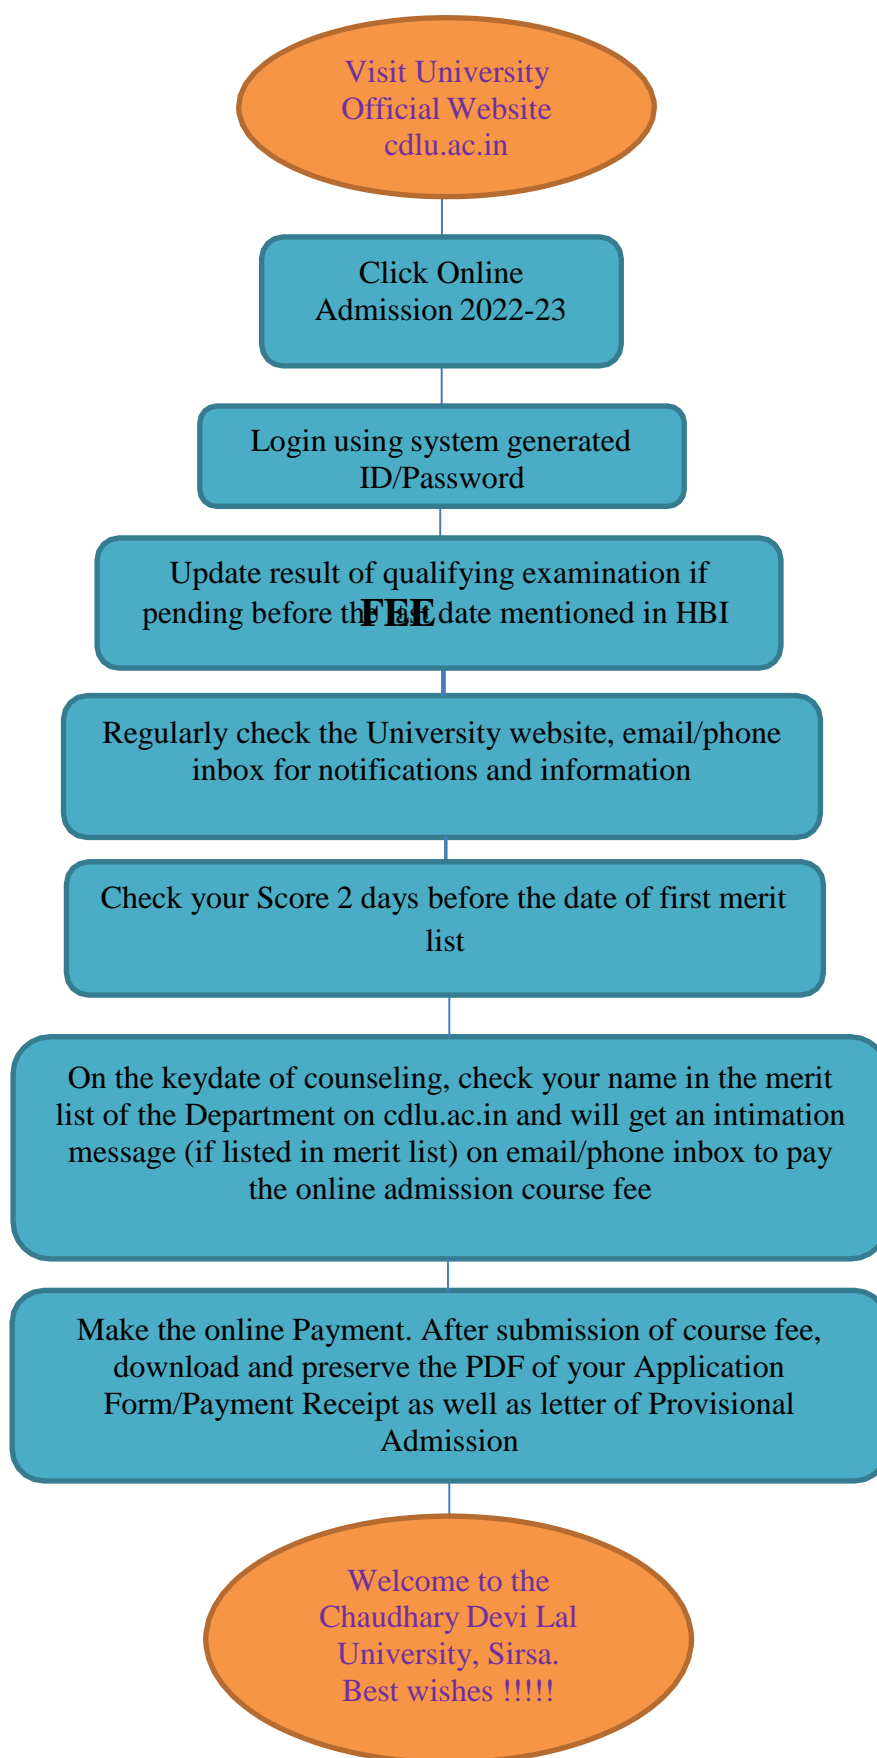 Visit University
Official Website
cdlu.ac.in
Click Online
Admission 2022-23
Login using system generated
ID/Password
Update result of qualifying examination if
pending before the last date mentioned in HBI
FEE
Regularly check the University website, email/phone
inbox for notifications and information
Check your Score 2 days before the date of first merit
list
On the keydate of counseling, check your name in the merit
list of the Department on cdlu.ac.in and will get an intimation
message (if listed in merit list) on email/phone inbox to pay
the online admission course fee
Make the online Payment. After submission of course fee,
download and preserve the PDF of your Application
Form/Payment Receipt as well as letter of Provisional
Admission
Welcome to the
Chaudhary Devi Lal
University, Sirsa.
Best wishes !!!!!